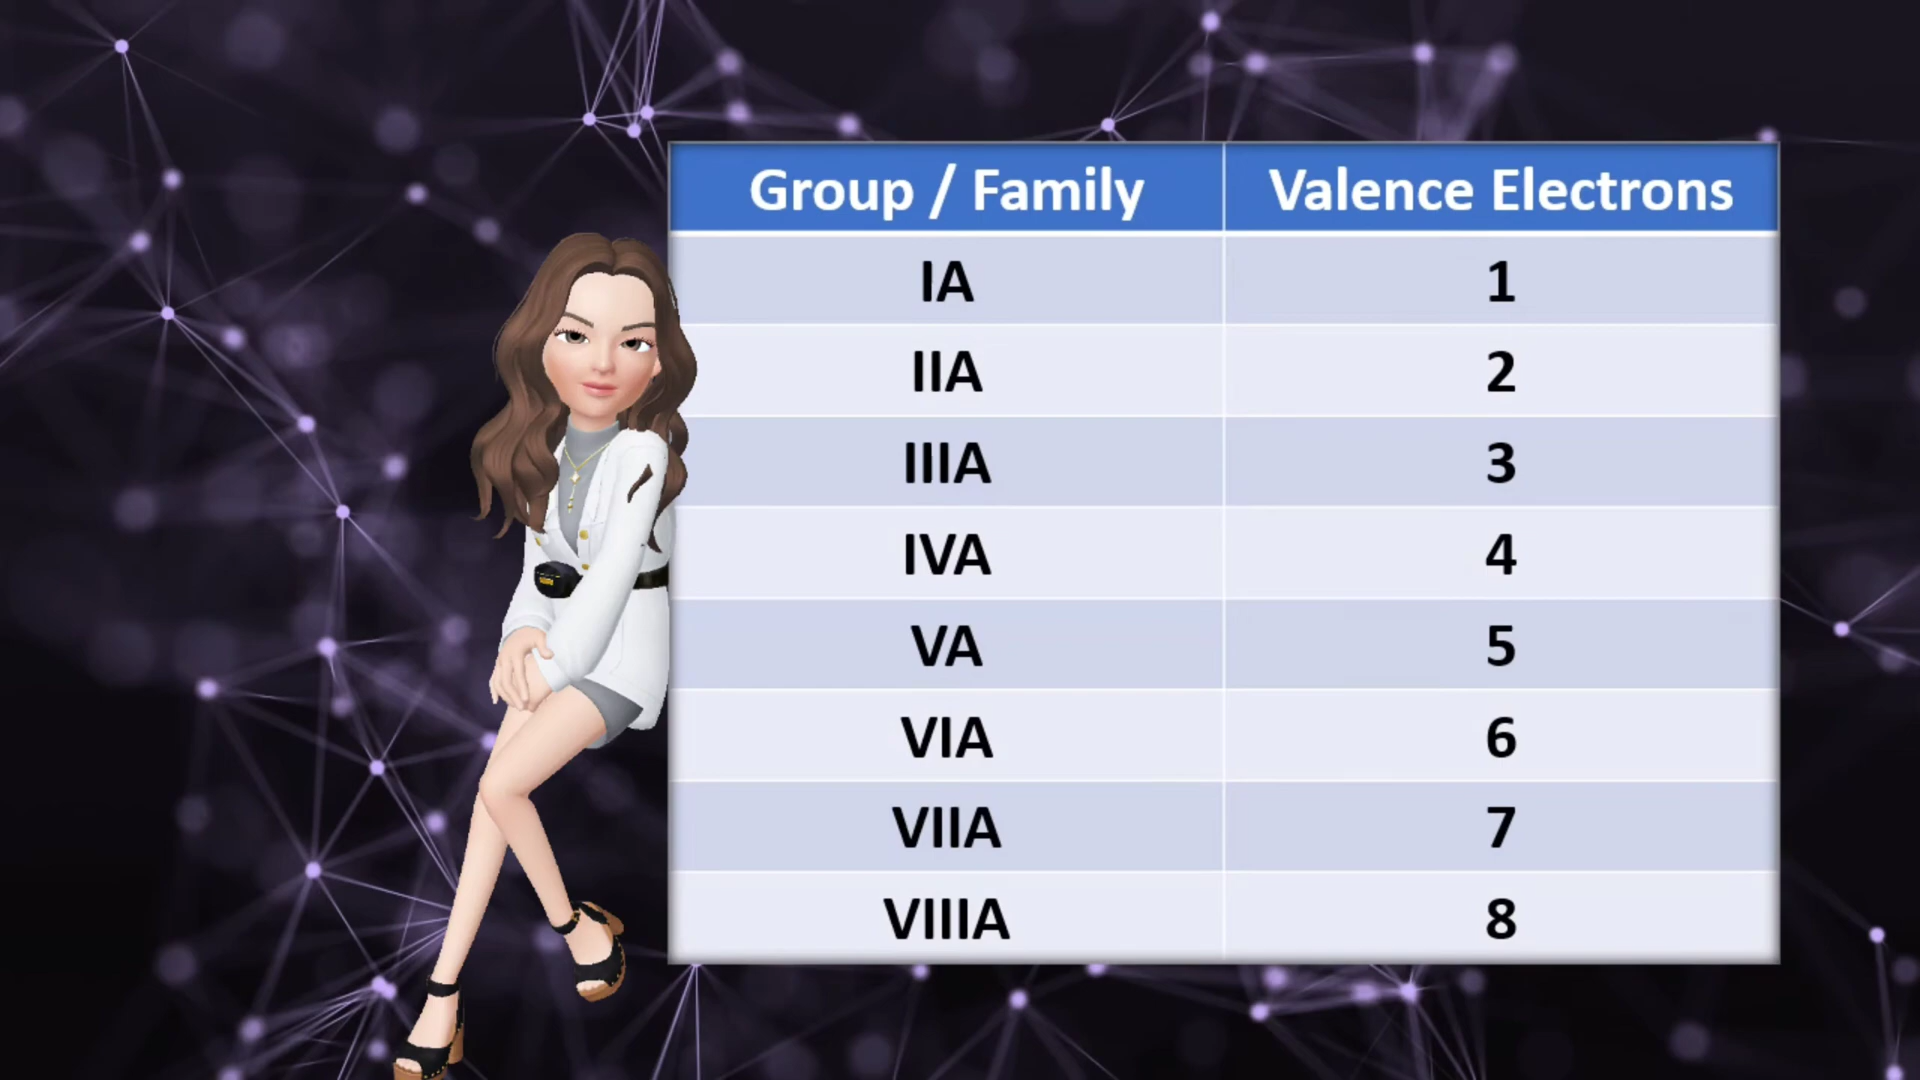 Group / Family Valence Electrons
IA 1
IIA 2
IIIA 3
IVA 4
VA 5
VIA 6
VIIA 7
VIIIA 8